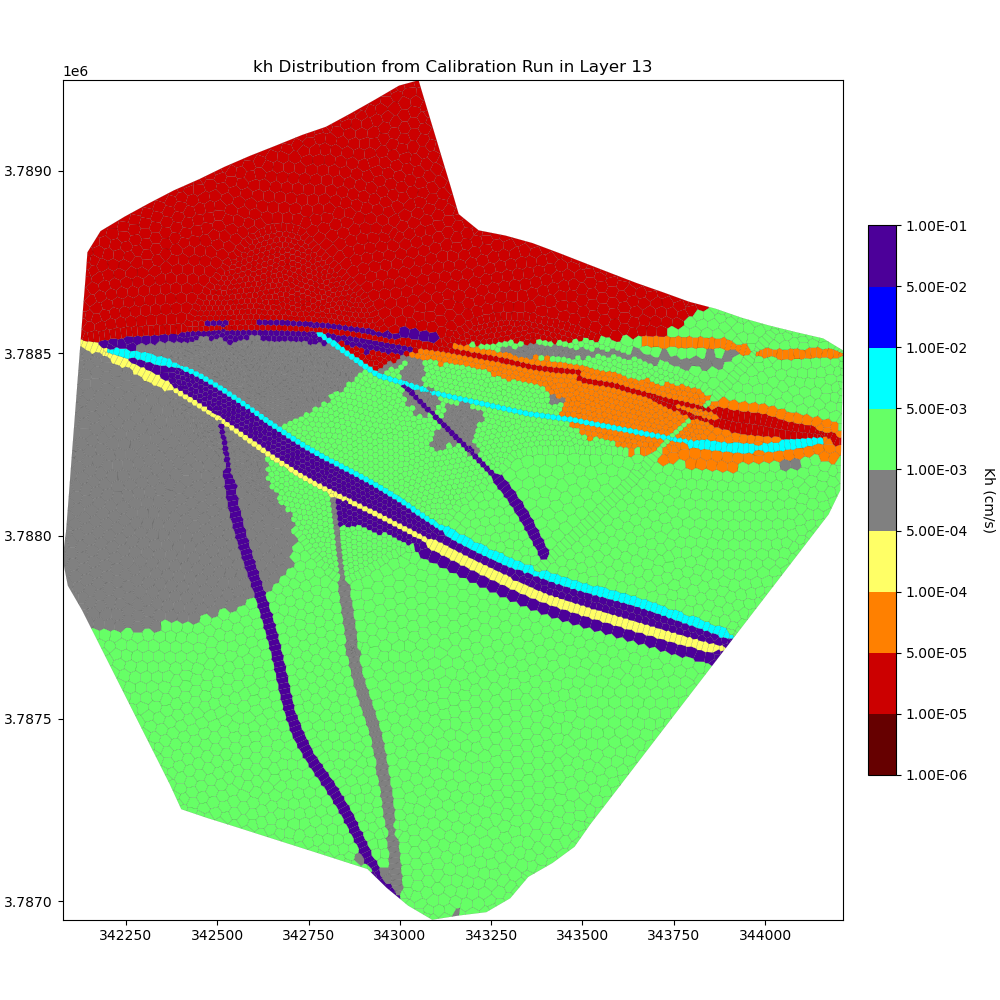 kh Distribution from Calibration Run in Layer 13
1e6
3.7890
3.7885
3.7880
3.7875
3.7870
342250 342500 342750 343000 343250 343500 343750 344000
1.00E-01
5.00E-02
1.00E-02
5.00E-03
1.00E-03
5.00E-04
1.00E-04
5.00E-05
1.00E-05
1.00E-06
Kh (cm/s)